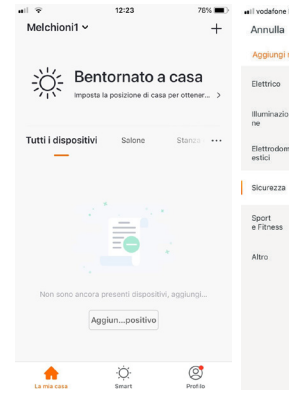 12:23
76%
Melchioni1
+
Bentornato a casa
Imposta la posizione di casa per ottener... >
Tutti i dispositivi Salone Stanza ...
Non sono ancora presenti dispositivi, aggiungi...
Aggiun...positivo
La mia casa Smart Profilo
vodafone
Annulla
Aggiungi
Elettrico
Illuminazio
ne
Elettrodom
estici
Sicurezza
Sport
e Fitness
Altro